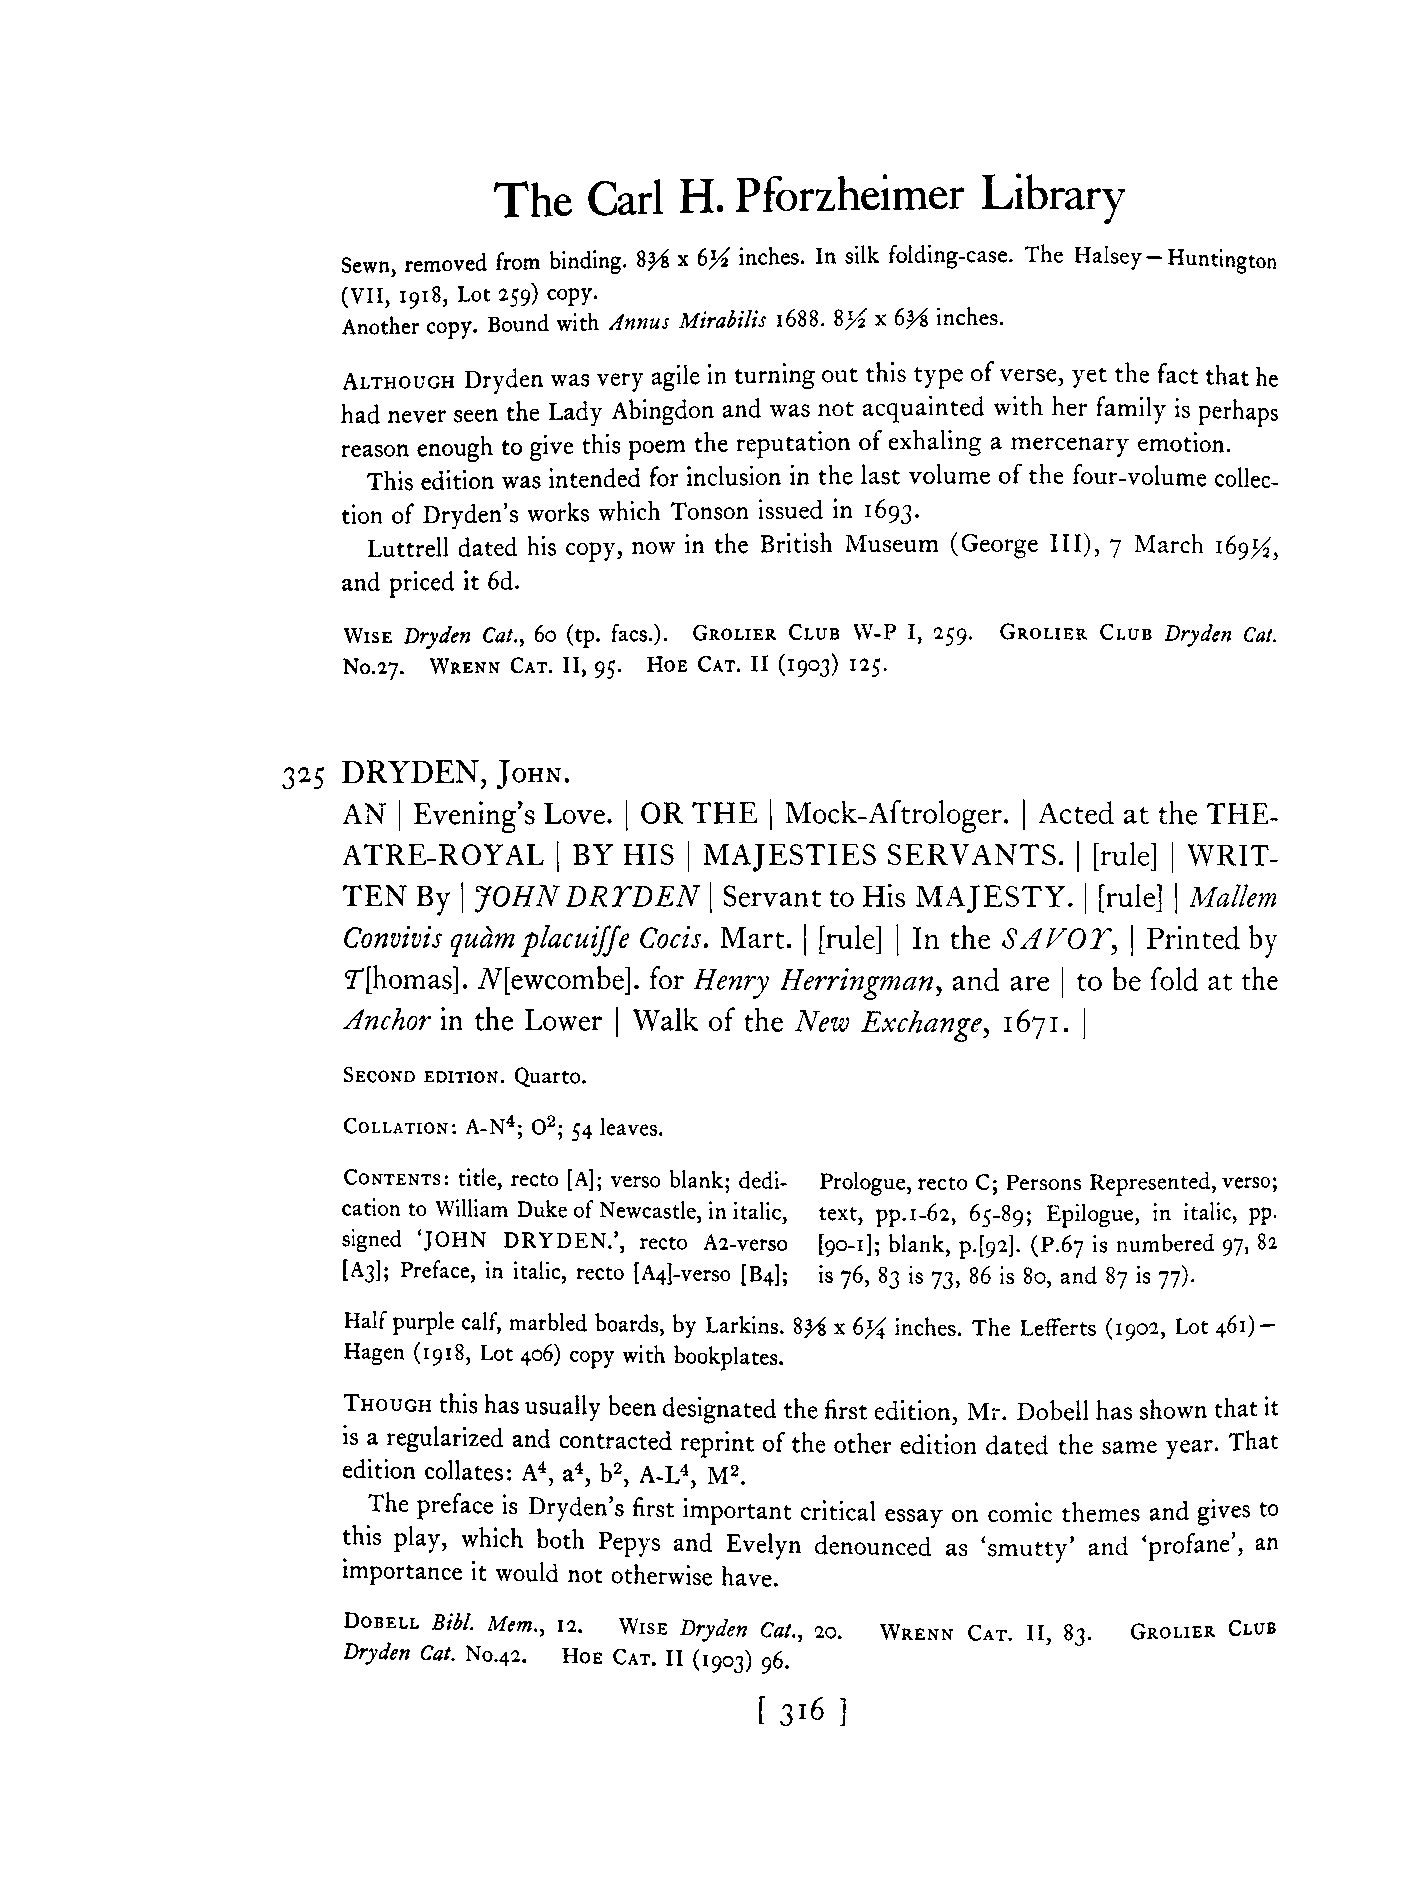 The Carl H. Pforzheimer Library
Sewn, removed from binding. 8⅜ x 6½ inches. In silk folding-case. The Halsey—Huntington
(VII, 1918, Lot 259) copy.
Another copy. Bound with Annus Mirabilis 1688. 8½ x 6⅜ inches.
ALTHOUGH Dryden was very agile in turning out this type of verse, yet the fact that he
had never seen the Lady Abingdon and was not acquainted with her family is perhaps
reason enough to give this poem the reputation of exhaling a mercenary emotion.
This edition was intended for inclusion in the last volume of the four-volume collec-
tion of Dryden's works which Tonson issued in 1693.
Luttrell dated his copy, now in the British Museum (George III), 7 March 169½,
and priced it 6d.
WISE Dryden Cat., 60 (tp. facs.). GROLIER CLUB W-P I, 259. GROLIER CLUB Dryden Cat.
No.27. WRENN CAT. II, 95. HOE CAT. II (1903) 125.
325 DRYDEN, JOHN.
AN | Evening's Love. | OR THE | Mock-Aſtrologer. | Acted at the THE-
ATRE-ROYAL | BY HIS | MAJESTIES SERVANTS. | [rule] | WRIT-
TEN By | JOHN DRYDEN | Servant to His MAJESTY. | [rule] | Mallem
Convivis quàm placuiſſe Cocis. Mart. | [rule] | In the SAVOY, | Printed by
T[homas]. N[ewcombe]. for Henry Herringman, and are | to be ſold at the
Anchor in the Lower | Walk of the New Exchange, 1671. |
SECOND EDITION. Quarto.
COLLATION: A-N⁴; O²; 54 leaves.
CONTENTS: title, recto [A]; verso blank; dedi-
cation to William Duke of Newcastle, in italic,
signed 'JOHN DRYDEN.', recto A2-verso
[A3]; Preface, in italic, recto [A4]-verso [B4];
Prologue, recto C; Persons Represented, verso;
text, pp.1-62, 65-89; Epilogue, in italic, pp.
[90-1]; blank, p.[92]. (P.67 is numbered 97, 82
is 76, 83 is 73, 86 is 80, and 87 is 77).
Half purple calf, marbled boards, by Larkins. 8⅜ x 6¼ inches. The Lefferts (1902, Lot 461)—
Hagen (1918, Lot 406) copy with bookplates.
THOUGH this has usually been designated the first edition, Mr. Dobell has shown that it
is a regularized and contracted reprint of the other edition dated the same year. That
edition collates: A⁴, a⁴, b², A-L⁴, M².
The preface is Dryden's first important critical essay on comic themes and gives to
this play, which both Pepys and Evelyn denounced as 'smutty' and 'profane', an
importance it would not otherwise have.
DOBELL Bibl. Mem., 12. WISE Dryden Cat., 20. WRENN CAT. II, 83. GROLIER CLUB
Dryden Cat. No.42. HOE CAT. II (1903) 96.
[ 316 ]